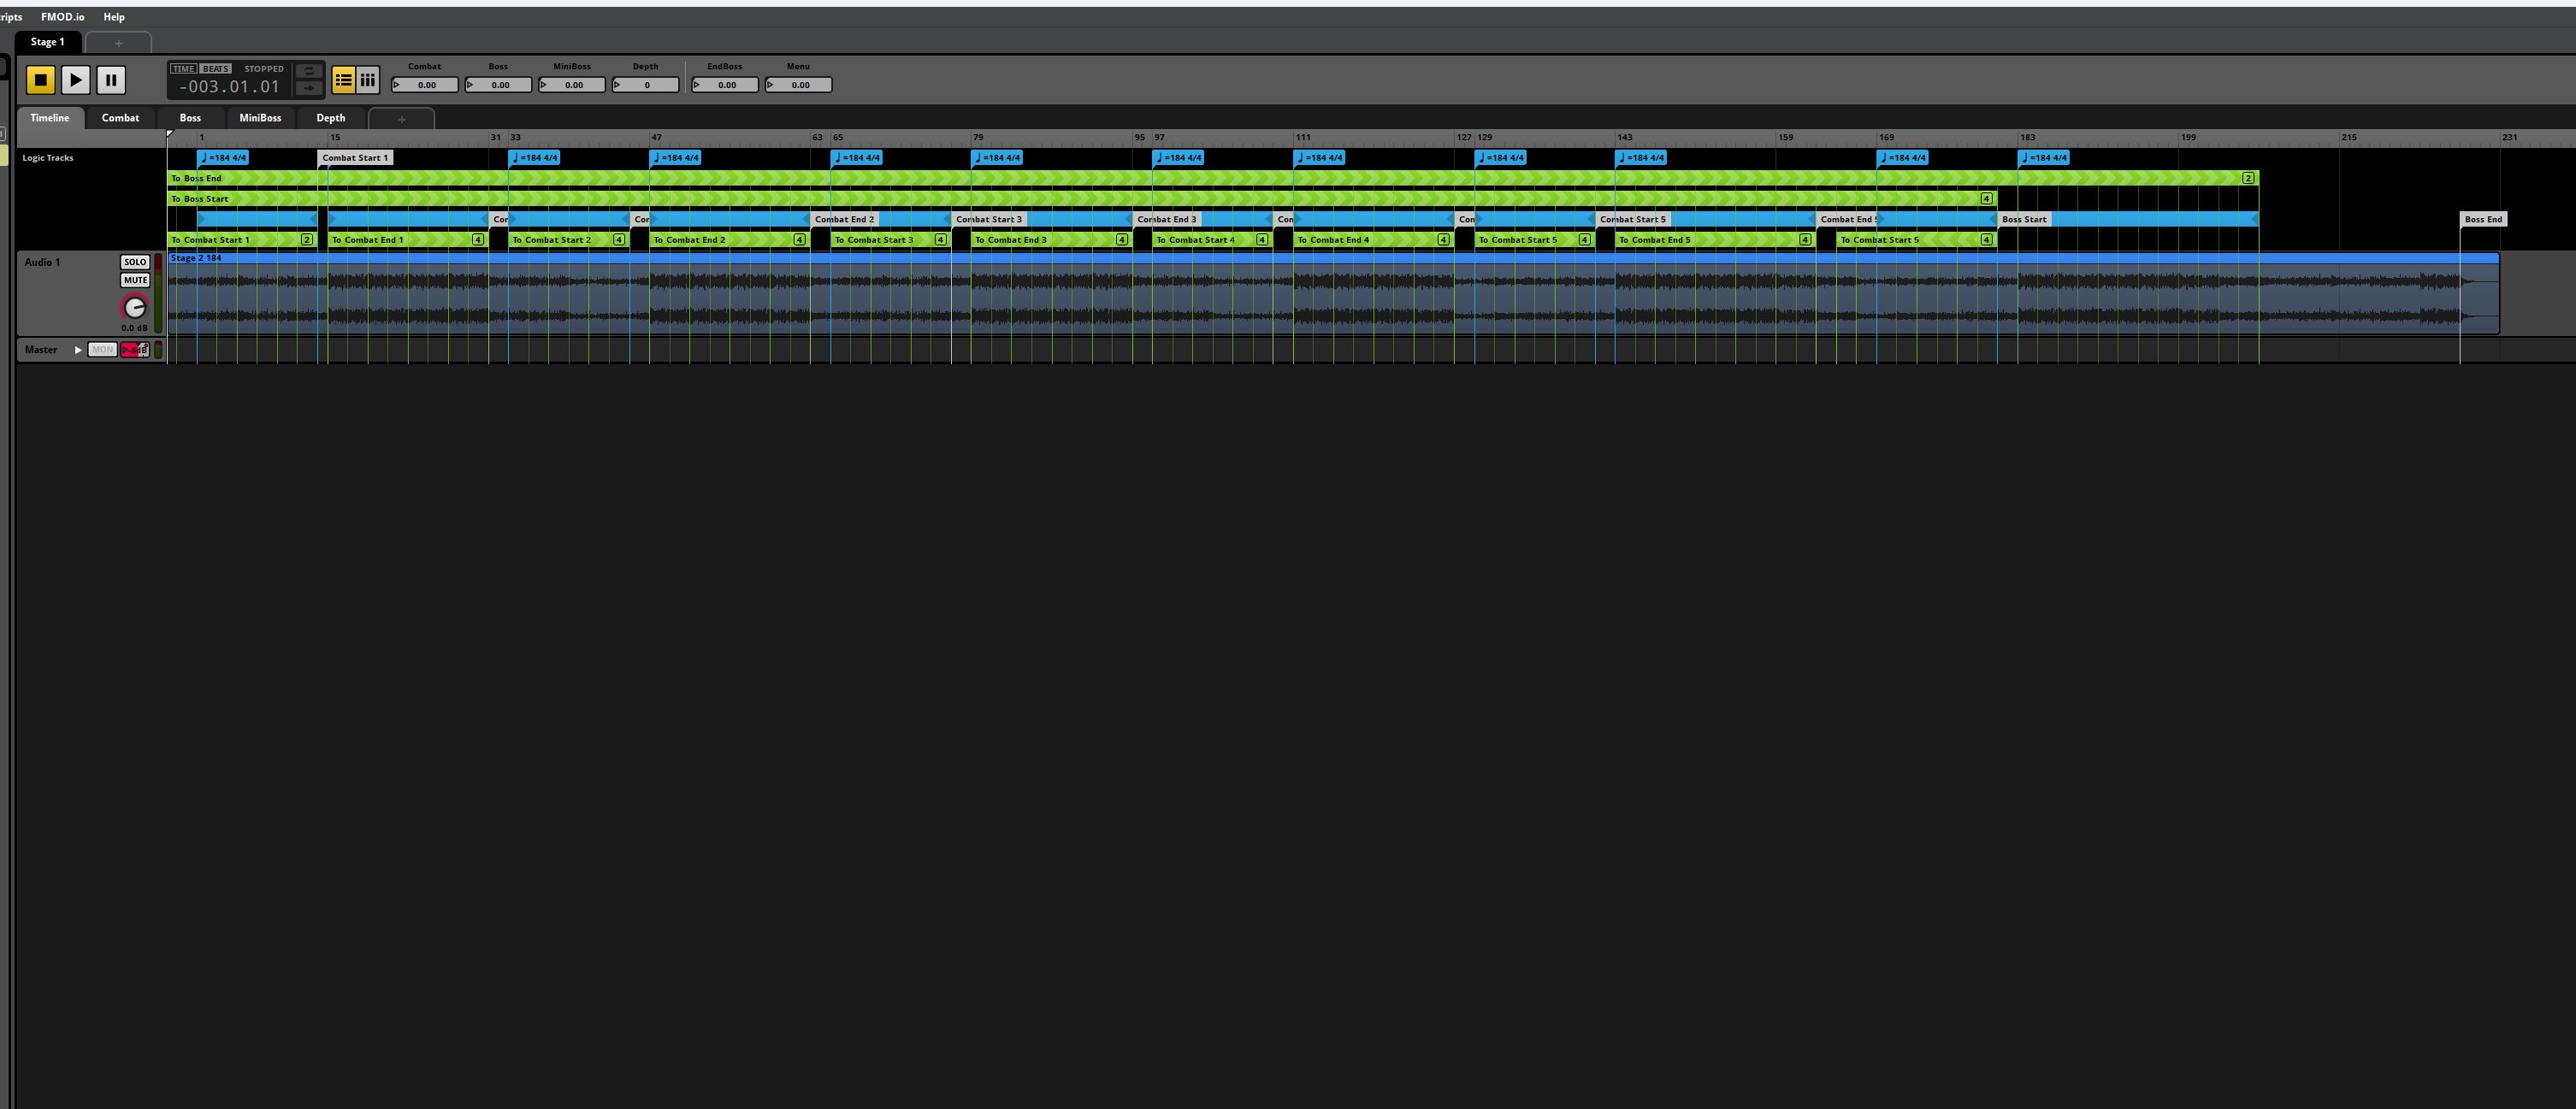 ripts FMOD.io Help
Stage 1 +
TIME BEATS STOPPED
-003.01.01
Combat Boss MiniBoss Depth EndBoss Menu
0.00 0.00 0.00 0 0.00 0.00
Timeline Combat Boss MiniBoss Depth +
1 15 31 33 47 63 65 79 95 97 111 127 129 143 159 169 183 199 215 231
Logic Tracks
♩=184 4/4 Combat Start 1 ♩=184 4/4 ♩=184 4/4 ♩=184 4/4 ♩=184 4/4 ♩=184 4/4 ♩=184 4/4 ♩=184 4/4 ♩=184 4/4 ♩=184 4/4 ♩=184 4/4
To Boss End 2
To Boss Start 4
Con Con Combat End 2 Combat Start 3 Combat End 3 Con Con Combat Start 5 Combat End Boss Start Boss End
To Combat Start 1 2 To Combat End 1 4 To Combat Start 2 4 To Combat End 2 4 To Combat Start 3 4 To Combat End 3 4 To Combat Start 4 4 To Combat End 4 4 To Combat Start 5 4 To Combat End 5 4 To Combat Start 5 4
Audio 1 SOLO
MUTE
0.0 dB
Stage 2 184
Master MON -8dB